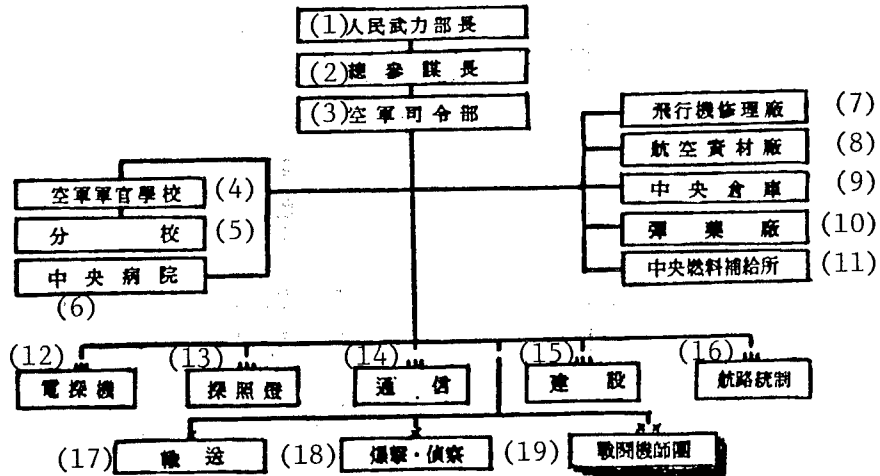 (1) 人民武力部長
(2) 總參謀長
(3) 空軍司令部
空軍軍官學校 (4)
分校 (5)
中央病院
(6)
飛行機修理廠 (7)
航空資材廠 (8)
中央倉庫 (9)
彈藥廠 (10)
中央燃料補給所 (11)
(12) (13) (14) (15) (16)
電探機 探照燈 通信 建設 航路統制
(17) 輸送 (18) 爆擊·偵察 (19) 戰鬪機師團